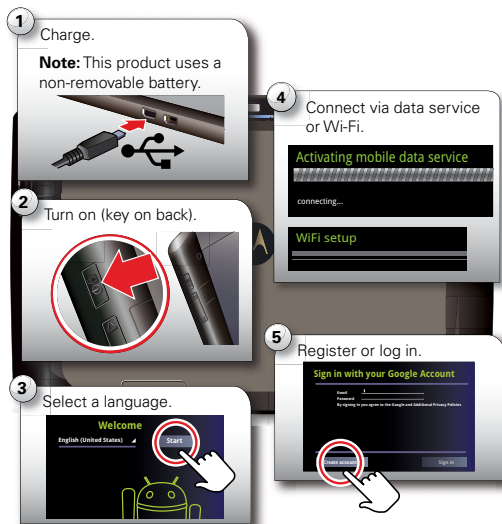 1
Charge.
Note: This product uses a
non-removable battery.
2
Turn on (key on back).
3
Select a language.
Welcome
English (United States)
Start
4
Connect via data service
or Wi-Fi.
Activating mobile data service
connecting...
WiFi setup
5
Register or log in.
Sign in with your Google Account
Email
Password
By signing in you agree to the Google and Additional Privacy Policies
Create account
Sign in